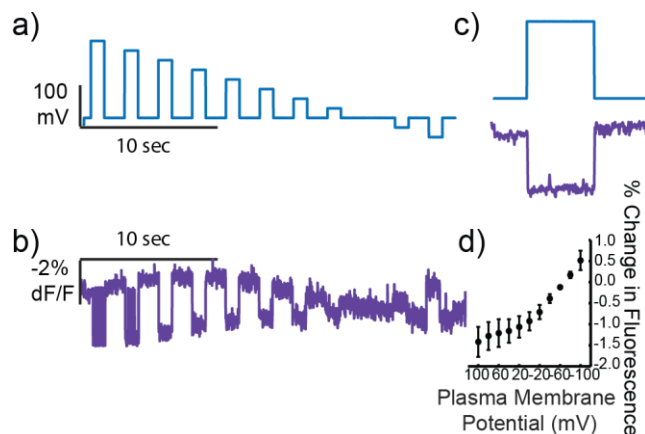 a)
100
mV
10 sec
b)
10 sec
-2%
dF/F
c)
d)
% Change in Fluorescence
1.0
0.5
0.0
-0.5
-1.0
-1.5
-2.0
100 60 20 -20 -60 -100
Plasma Membrane
Potential (mV)